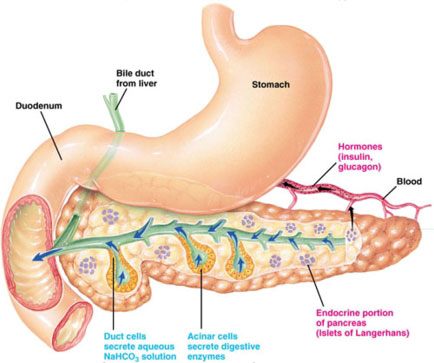 Bile duct
from liver
Stomach
Duodenum
Hormones
(insulin,
glucagon)
Blood
Duct cells
secrete aqueous
NaHCO₃ solution
Acinar cells
secrete digestive
enzymes
Endocrine portion
of pancreas
(Islets of Langerhans)